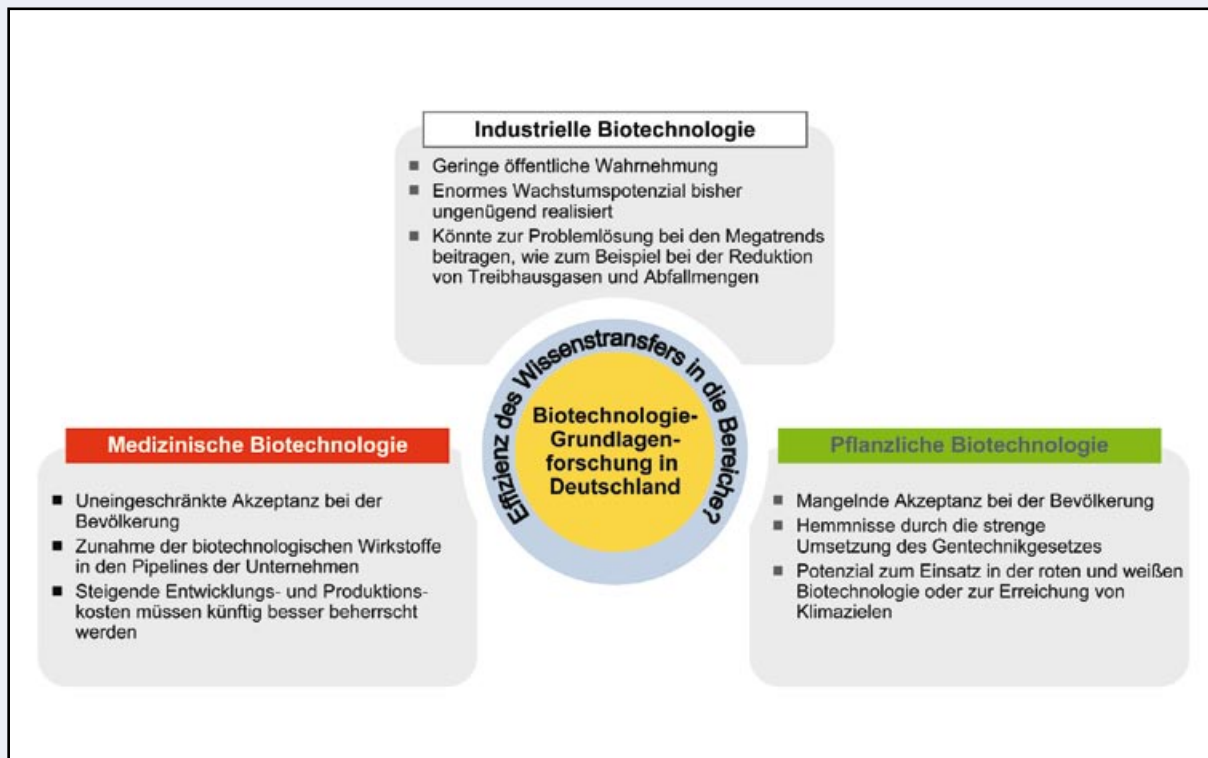 Industrielle Biotechnologie
■ Geringe öffentliche Wahrnehmung
■ Enormes Wachstumspotenzial bisher
ungenügend realisiert
■ Könnte zur Problemlösung bei den Megatrends
beitragen, wie zum Beispiel bei der Reduktion
von Treibhausgasen und Abfallmengen
Effizienz des Wissenstransfers in die Bereiche?
Biotechnologie-
Grundlagen-
forschung in
Deutschland
Medizinische Biotechnologie
■ Uneingeschränkte Akzeptanz bei der
Bevölkerung
■ Zunahme der biotechnologischen Wirkstoffe
in den Pipelines der Unternehmen
■ Steigende Entwicklungs- und Produktions-
kosten müssen künftig besser beherrscht
werden
Pflanzliche Biotechnologie
■ Mangelnde Akzeptanz bei der Bevölkerung
■ Hemmnisse durch die strenge
Umsetzung des Gentechnikgesetzes
■ Potenzial zum Einsatz in der roten und weißen
Biotechnologie oder zur Erreichung von
Klimazielen